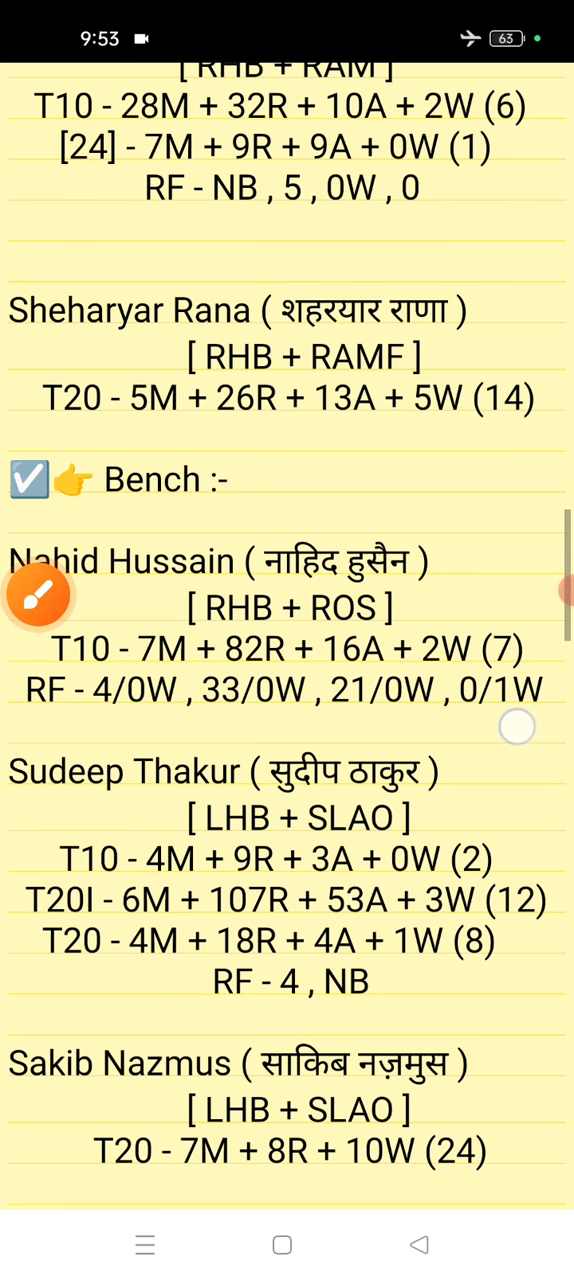 9:53
63
[ RHB + RAM ]
T10 - 28M + 32R + 10A + 2W (6)
[24] - 7M + 9R + 9A + 0W (1)
RF - NB , 5 , 0W , 0
Sheharyar Rana ( शहरयार राणा )
[ RHB + RAMF ]
T20 - 5M + 26R + 13A + 5W (14)
☑️👉 Bench :-
Nahid Hussain ( नाहिद हुसैन )
[ RHB + ROS ]
T10 - 7M + 82R + 16A + 2W (7)
RF - 4/0W , 33/0W , 21/0W , 0/1W
Sudeep Thakur ( सुदीप ठाकुर )
[ LHB + SLAO ]
T10 - 4M + 9R + 3A + 0W (2)
T20I - 6M + 107R + 53A + 3W (12)
T20 - 4M + 18R + 4A + 1W (8)
RF - 4 , NB
Sakib Nazmus ( साकिब नज़मुस )
[ LHB + SLAO ]
T20 - 7M + 8R + 10W (24)